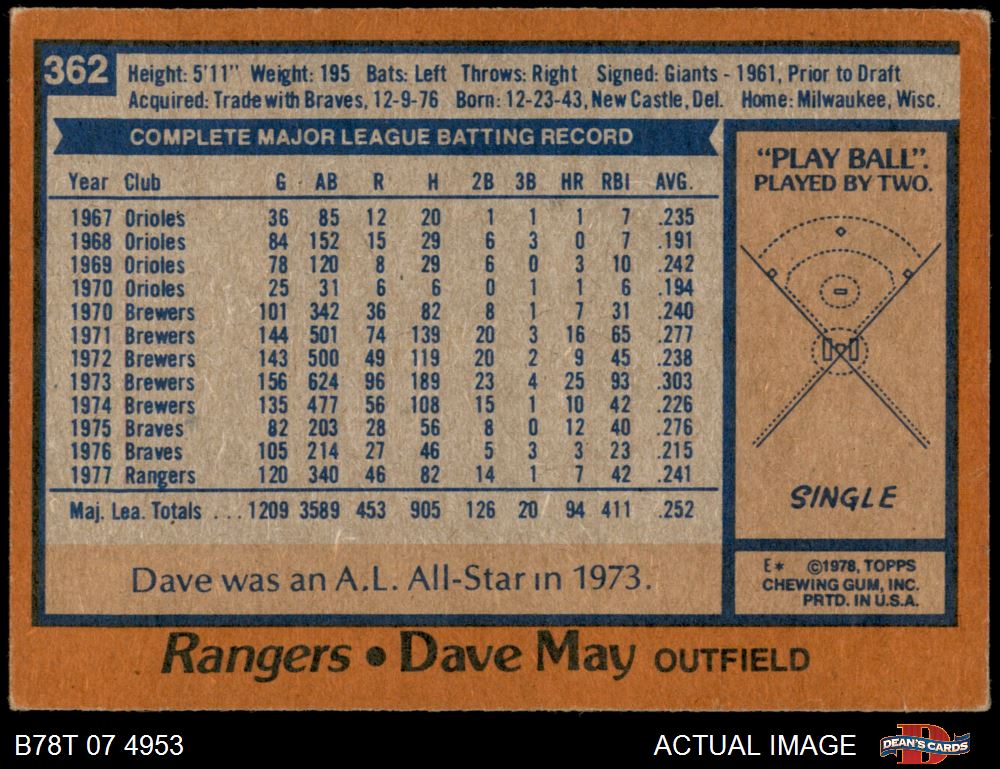 362
Height: 5'11" Weight: 195 Bats: Left Throws: Right Signed: Giants - 1961, Prior to Draft
Acquired: Trade with Braves, 12-9-76 Born: 12-23-43, New Castle, Del. Home: Milwaukee, Wisc.
COMPLETE MAJOR LEAGUE BATTING RECORD
Year Club G AB R H 2B 3B HR RBI AVG.
1967 Orioles 36 85 12 20 1 1 1 7 .235
1968 Orioles 84 152 15 29 6 3 0 7 .191
1969 Orioles 78 120 8 29 6 0 3 10 .242
1970 Orioles 25 31 6 6 0 1 1 6 .194
1970 Brewers 101 342 36 82 8 1 7 31 .240
1971 Brewers 144 501 74 139 20 3 16 65 .277
1972 Brewers 143 500 49 119 20 2 9 45 .238
1973 Brewers 156 624 96 189 23 4 25 93 .303
1974 Brewers 135 477 56 108 15 1 10 42 .226
1975 Braves 82 203 28 56 8 0 12 40 .276
1976 Braves 105 214 27 46 5 3 3 23 .215
1977 Rangers 120 340 46 82 14 1 7 42 .241
Maj. Lea. Totals ... 1209 3589 453 905 126 20 94 411 .252
Dave was an A.L. All-Star in 1973.
"PLAY BALL".
PLAYED BY TWO.
SINGLE
E* ©1978, TOPPS
CHEWING GUM, INC.
PRTD. IN U.S.A.
Rangers • Dave May OUTFIELD
B78T 07 4953
ACTUAL IMAGE
D
DEAN'S CARDS